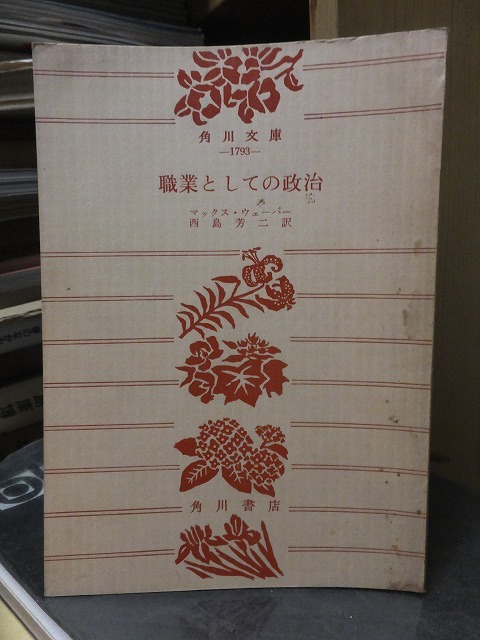 角川文庫
—1793—
職業としての政治
マックス・ウェーバー
西島芳二訳
角川書店